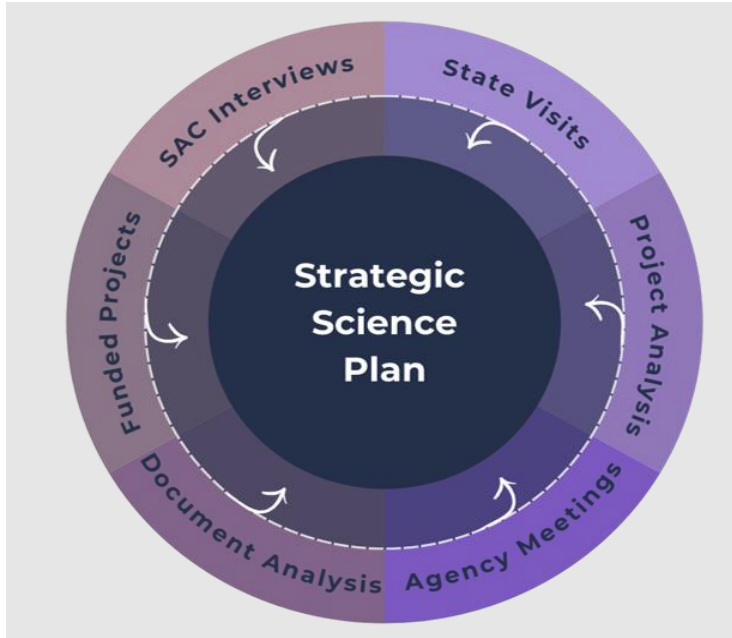 SAC Interviews
State Visits
Project Analysis
Agency Meetings
Document Analysis
Funded Projects
Strategic
Science
Plan